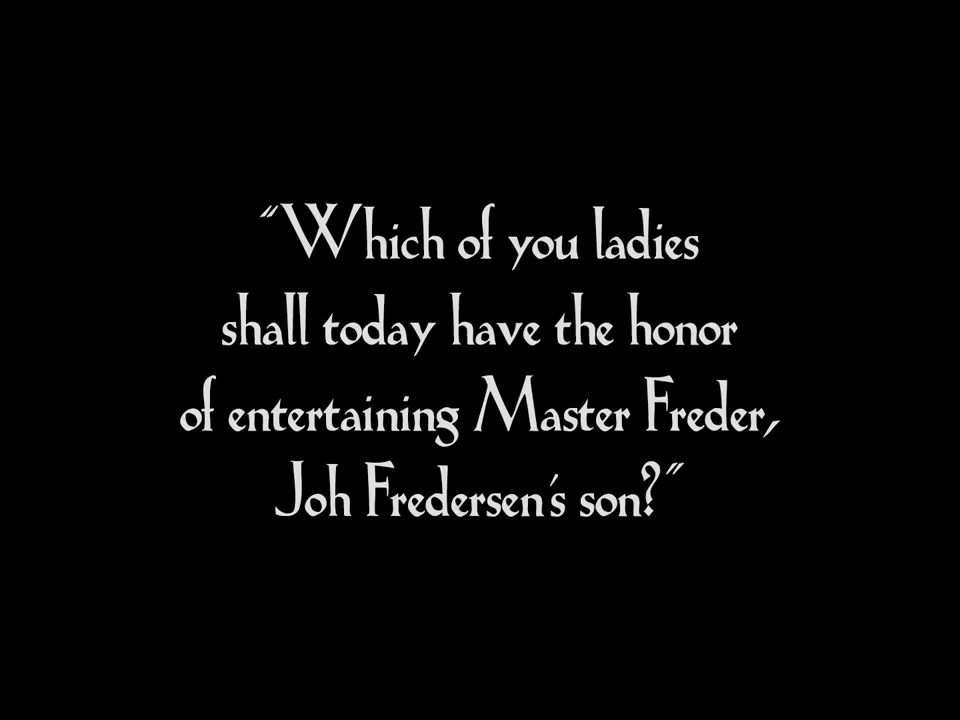 "Which of you ladies
shall today have the honor
of entertaining Master Freder,
Joh Fredersen's son?"